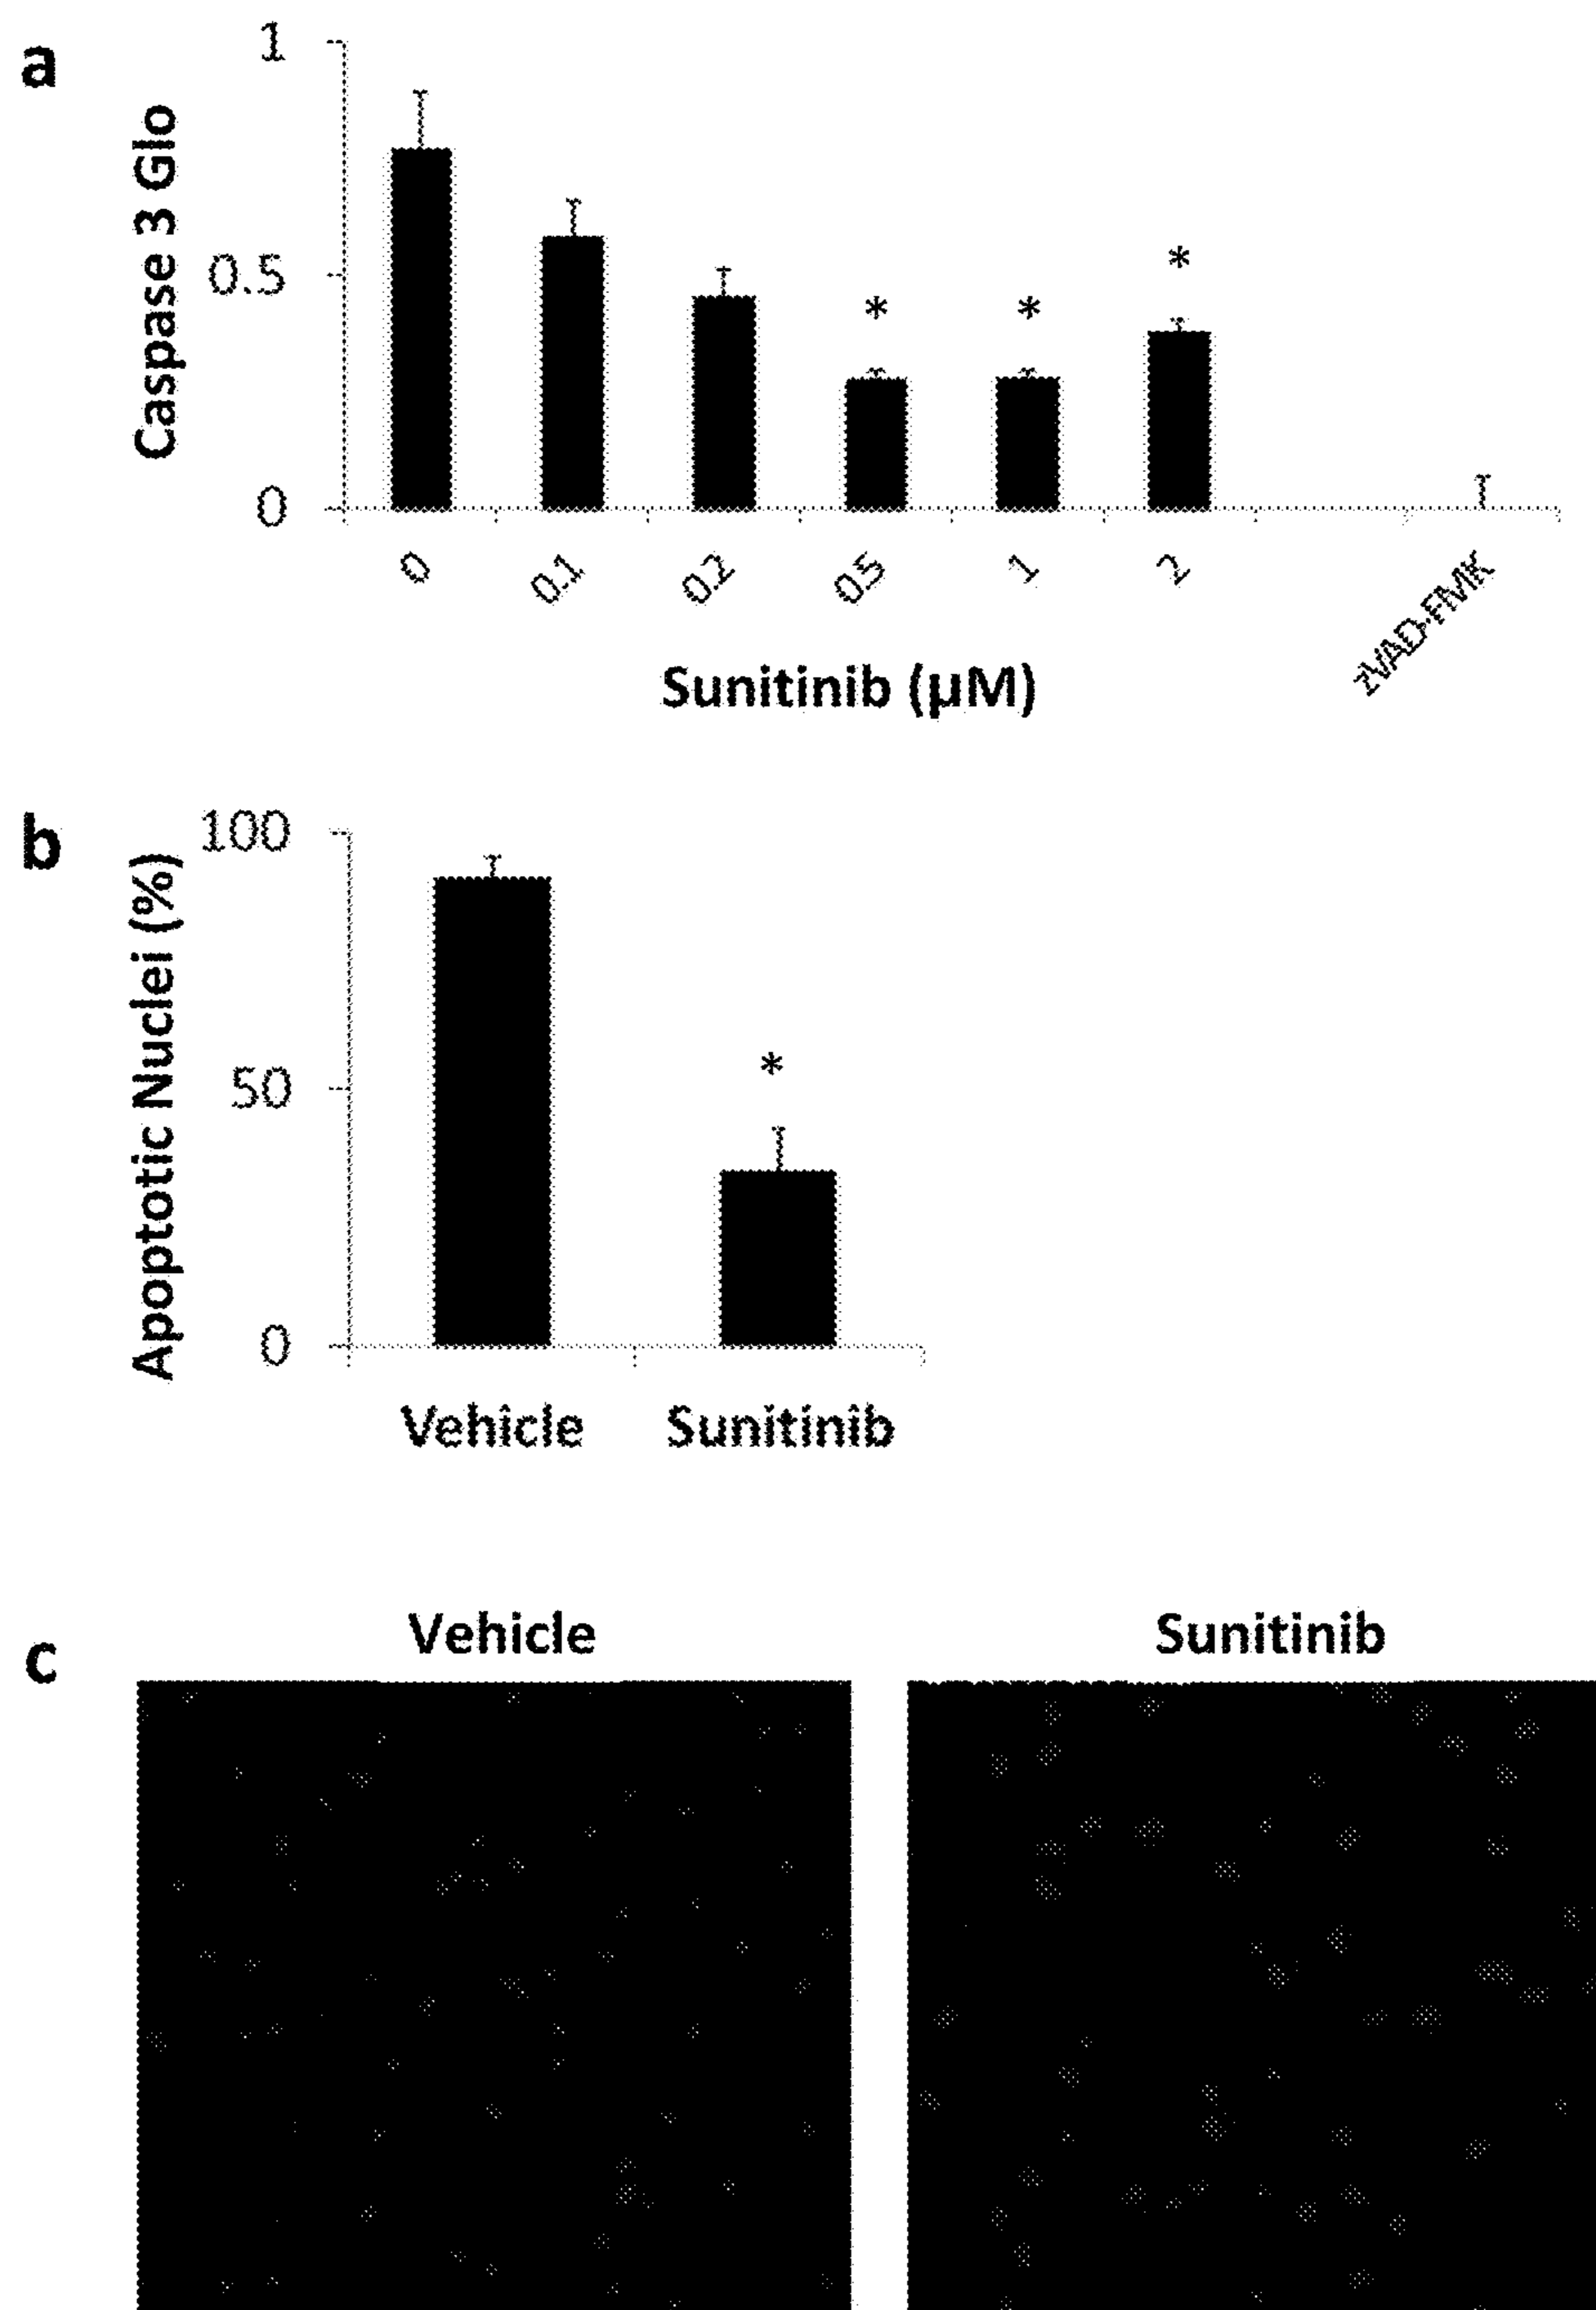 a
Caspase 3 Glo
1
0.5
0
0
0.1
0.2
0.5
1
2
zVAD-FMK
* * *
Sunitinib (µM)
b
Apoptotic Nuclei (%)
100
50
0
*
Vehicle
Sunitinib
c
Vehicle
Sunitinib